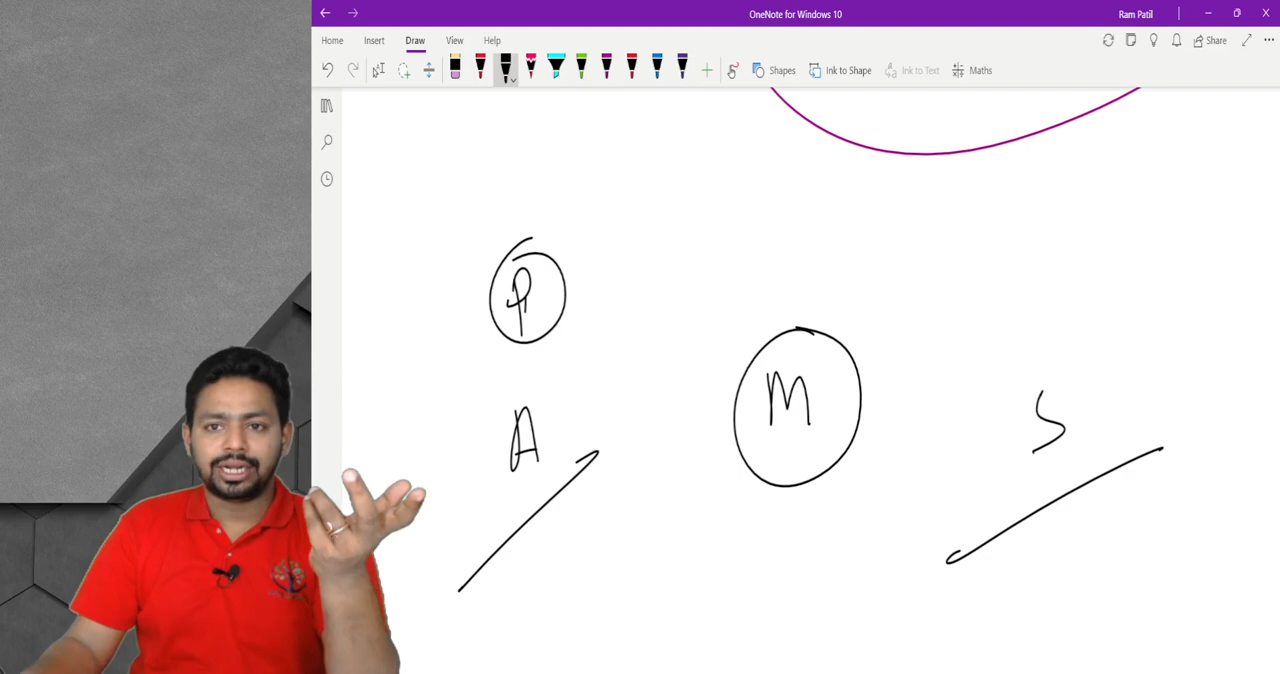 OneNote for Windows 10
Ram Patil
Home Insert Draw View Help
Share
Shapes Ink to Shape Ink to Text Maths
P
M
A
S